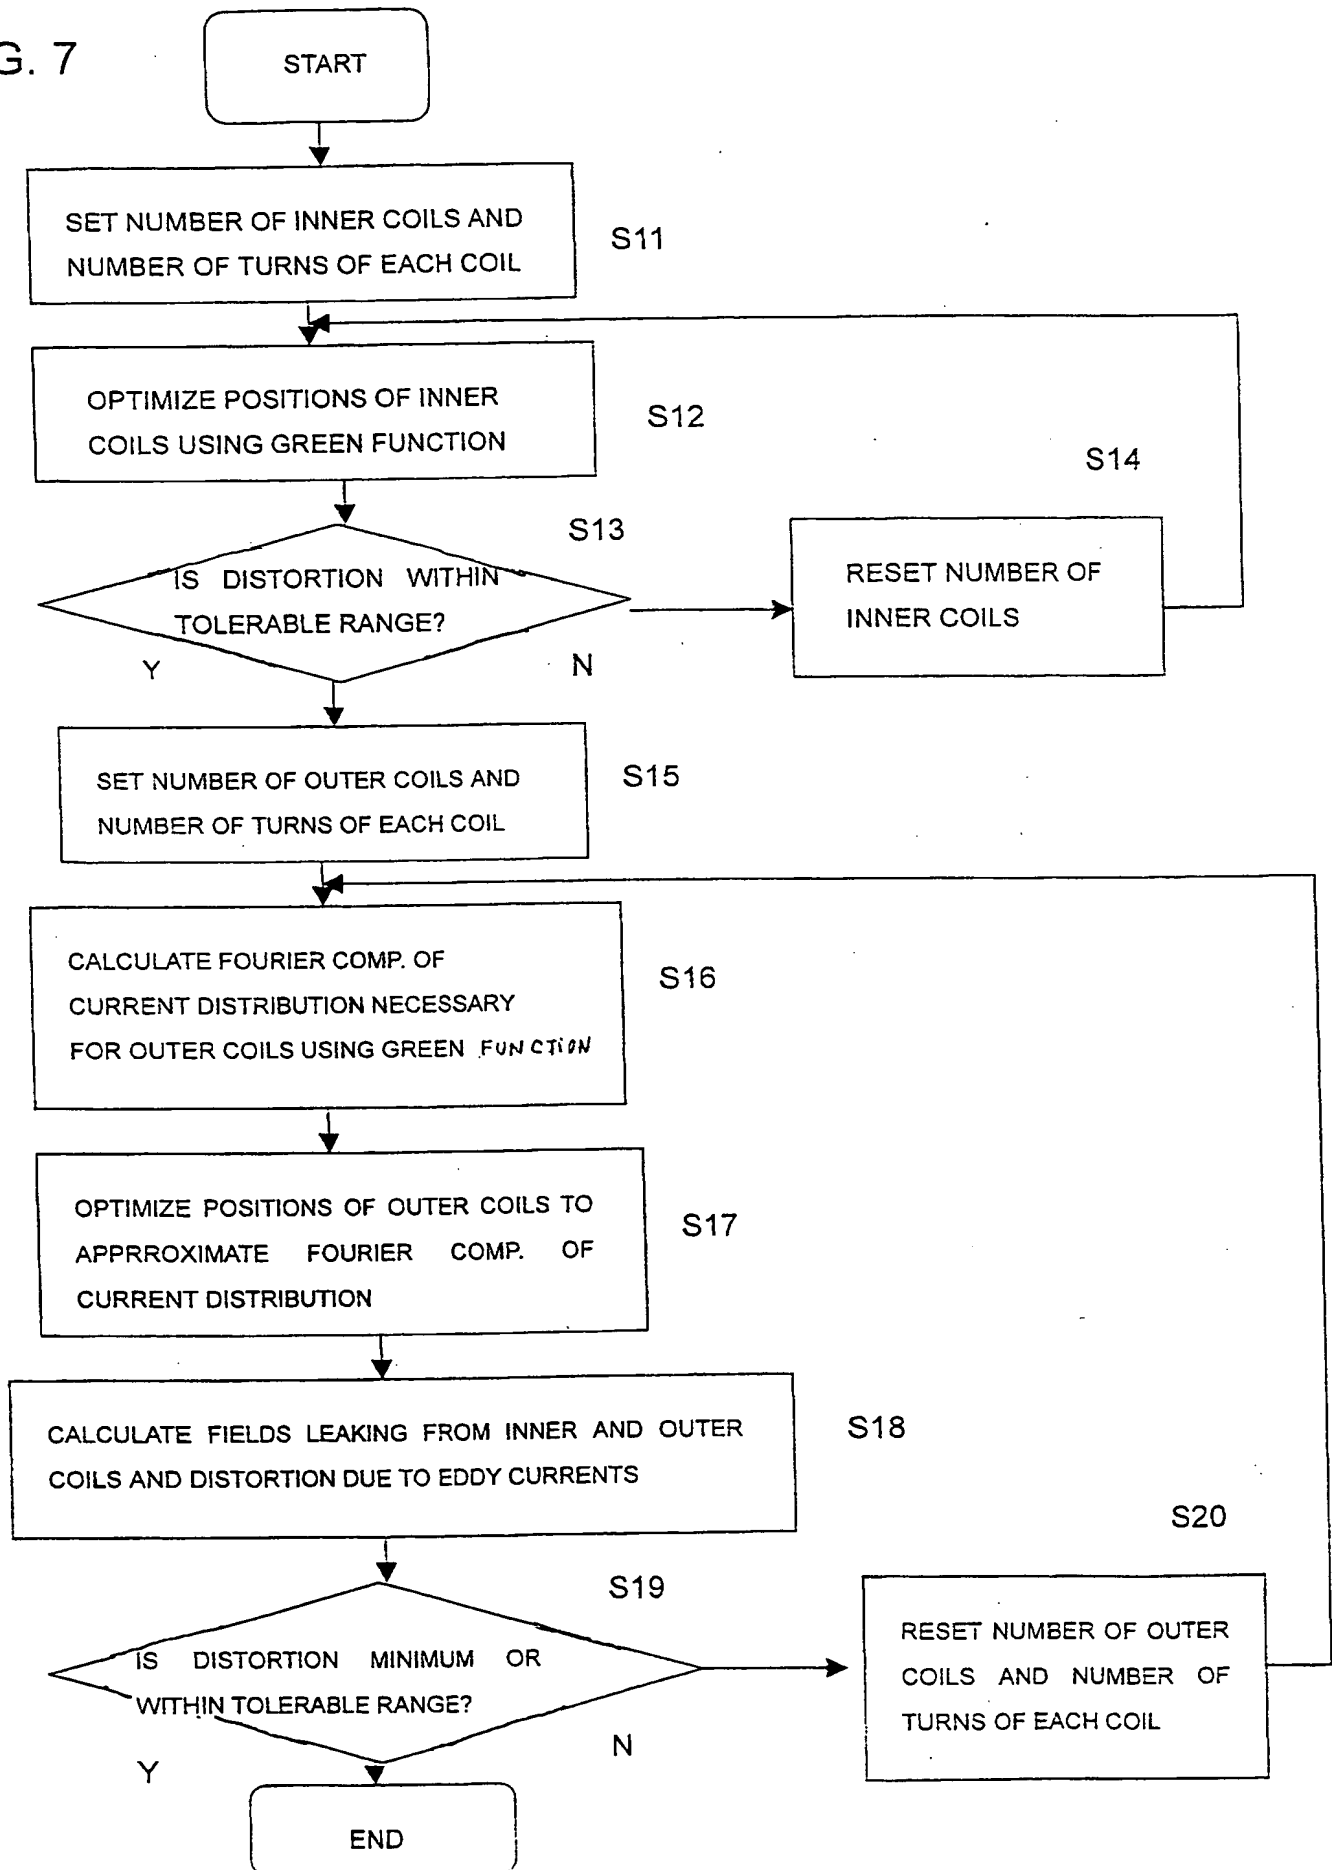 G. 7
START
SET NUMBER OF INNER COILS AND
NUMBER OF TURNS OF EACH COIL
S11
OPTIMIZE POSITIONS OF INNER
COILS USING GREEN FUNCTION
S12
S14
S13
IS DISTORTION WITHIN
TOLERABLE RANGE?
Y
N
RESET NUMBER OF
INNER COILS
SET NUMBER OF OUTER COILS AND
NUMBER OF TURNS OF EACH COIL
S15
CALCULATE FOURIER COMP. OF
CURRENT DISTRIBUTION NECESSARY
FOR OUTER COILS USING GREEN FUNCTION
S16
OPTIMIZE POSITIONS OF OUTER COILS TO
APPRROXIMATE FOURIER COMP. OF
CURRENT DISTRIBUTION
S17
CALCULATE FIELDS LEAKING FROM INNER AND OUTER
COILS AND DISTORTION DUE TO EDDY CURRENTS
S18
S20
S19
IS DISTORTION MINIMUM OR
WITHIN TOLERABLE RANGE?
Y
N
RESET NUMBER OF OUTER
COILS AND NUMBER OF
TURNS OF EACH COIL
END